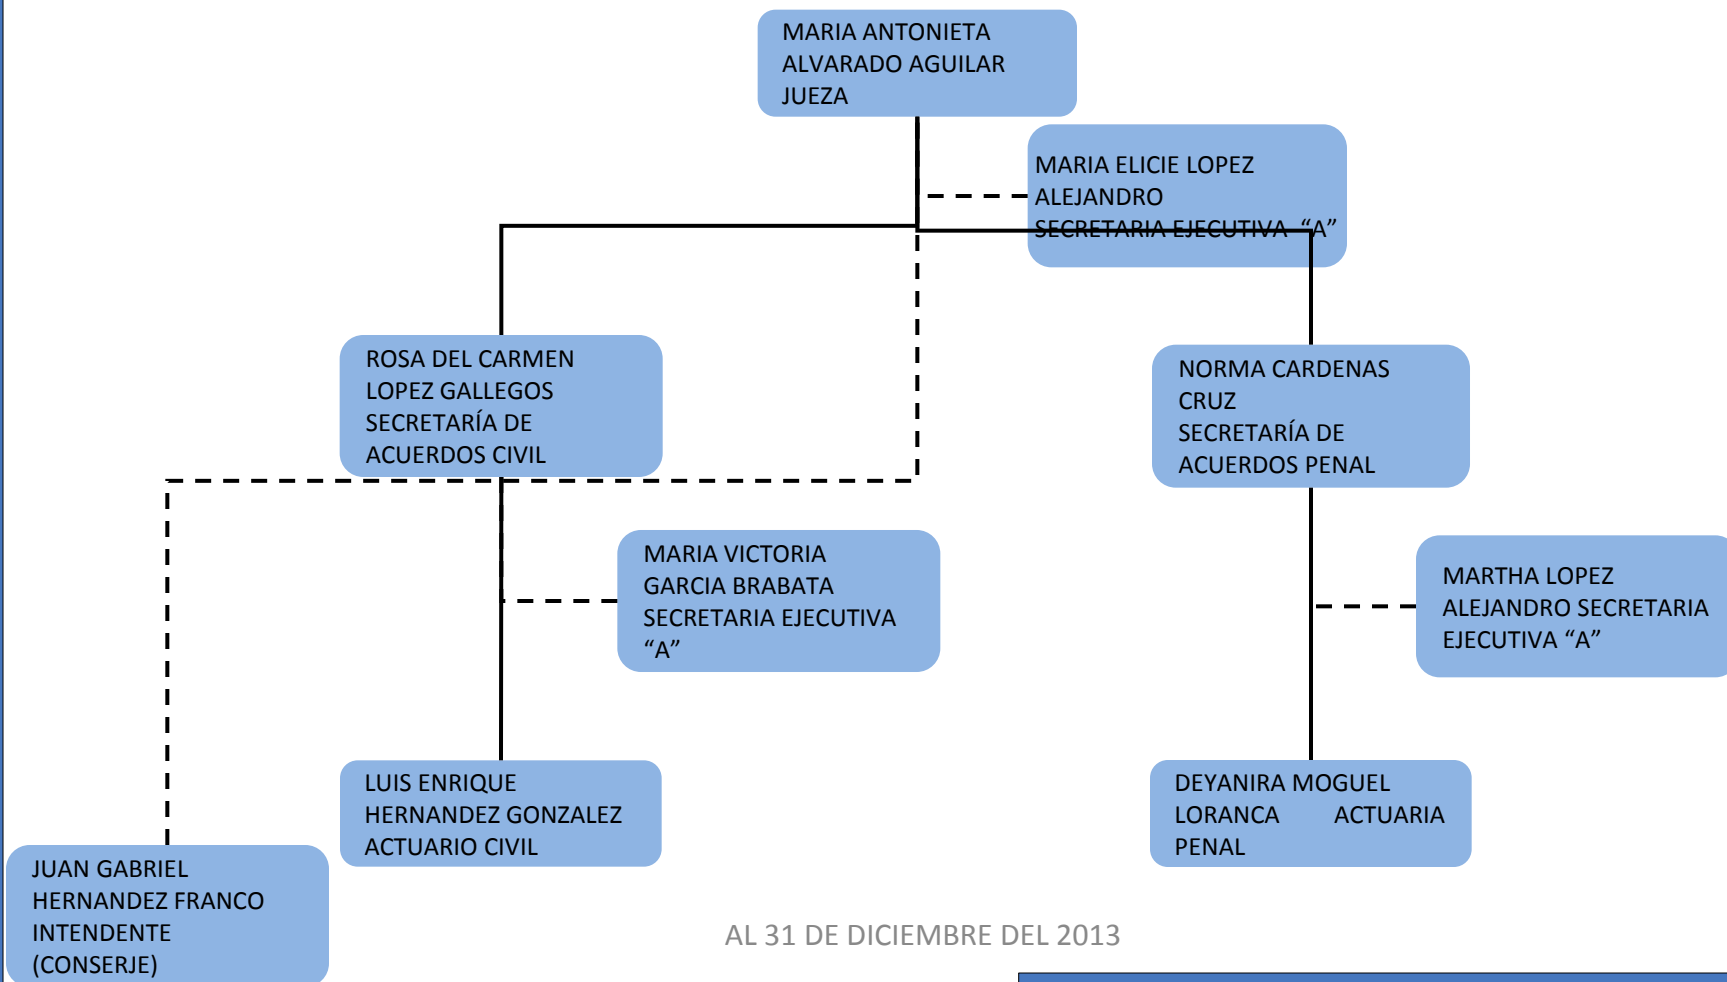 MARIA ANTONIETA
ALVARADO AGUILAR
JUEZA
MARIA ELICIE LOPEZ
ALEJANDRO
SECRETARIA EJECUTIVA “A”
ROSA DEL CARMEN
LOPEZ GALLEGOS
SECRETARÍA DE
ACUERDOS CIVIL
NORMA CARDENAS
CRUZ
SECRETARÍA DE
ACUERDOS PENAL
MARIA VICTORIA
GARCIA BRABATA
SECRETARIA EJECUTIVA
“A”
MARTHA LOPEZ
ALEJANDRO SECRETARIA
EJECUTIVA “A”
LUIS ENRIQUE
HERNANDEZ GONZALEZ
ACTUARIO CIVIL
DEYANIRA MOGUEL
LORANCA ACTUARIA
PENAL
JUAN GABRIEL
HERNANDEZ FRANCO
INTENDENTE
(CONSERJE)
AL 31 DE DICIEMBRE DEL 2013